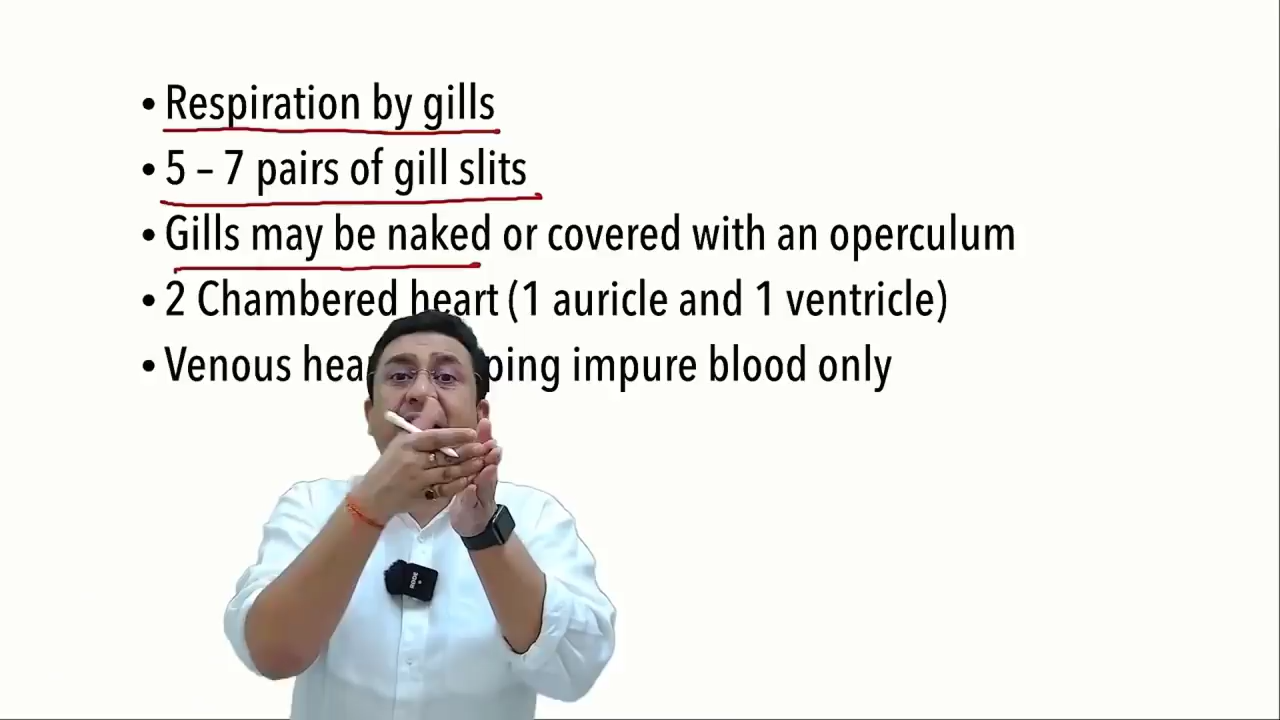 • Respiration by gills
• 5 – 7 pairs of gill slits
• Gills may be naked or covered with an operculum
• 2 Chambered heart (1 auricle and 1 ventricle)
• Venous impure blood only
RODE